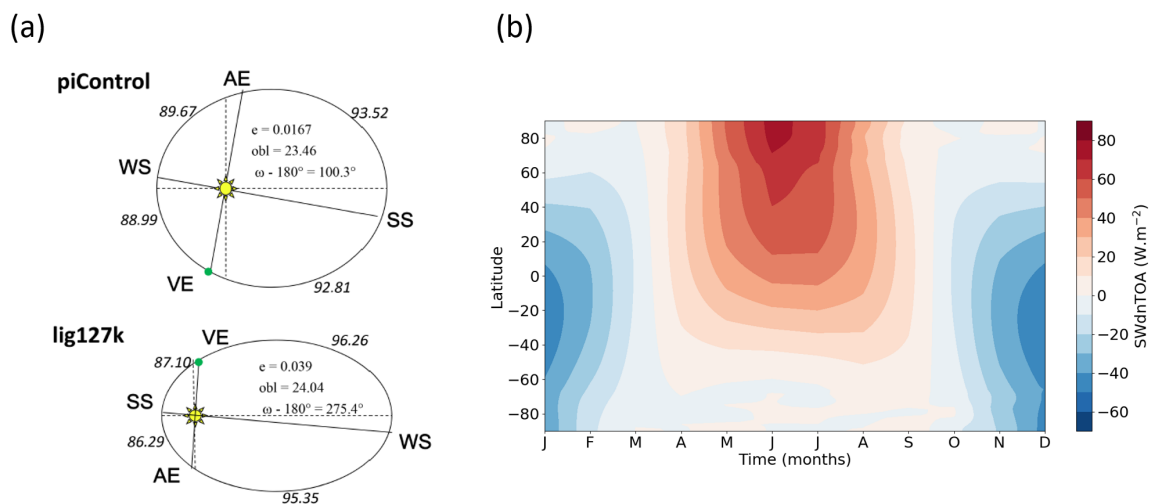 (a)
piControl
AE
89.67
93.52
e = 0.0167
obl = 23.46
ω - 180° = 100.3°
WS
SS
88.99
VE
92.81
lig127k
VE
87.10
96.26
e = 0.039
obl = 24.04
ω - 180° = 275.4°
SS
WS
86.29
AE
95.35
(b)
80
60
40
20
0
−20
−40
−60
−80
Latitude
J F M A M J J A S O N D
Time (months)
80
60
40
20
0
−20
−40
−60
SWdnTOA (W.m⁻²)